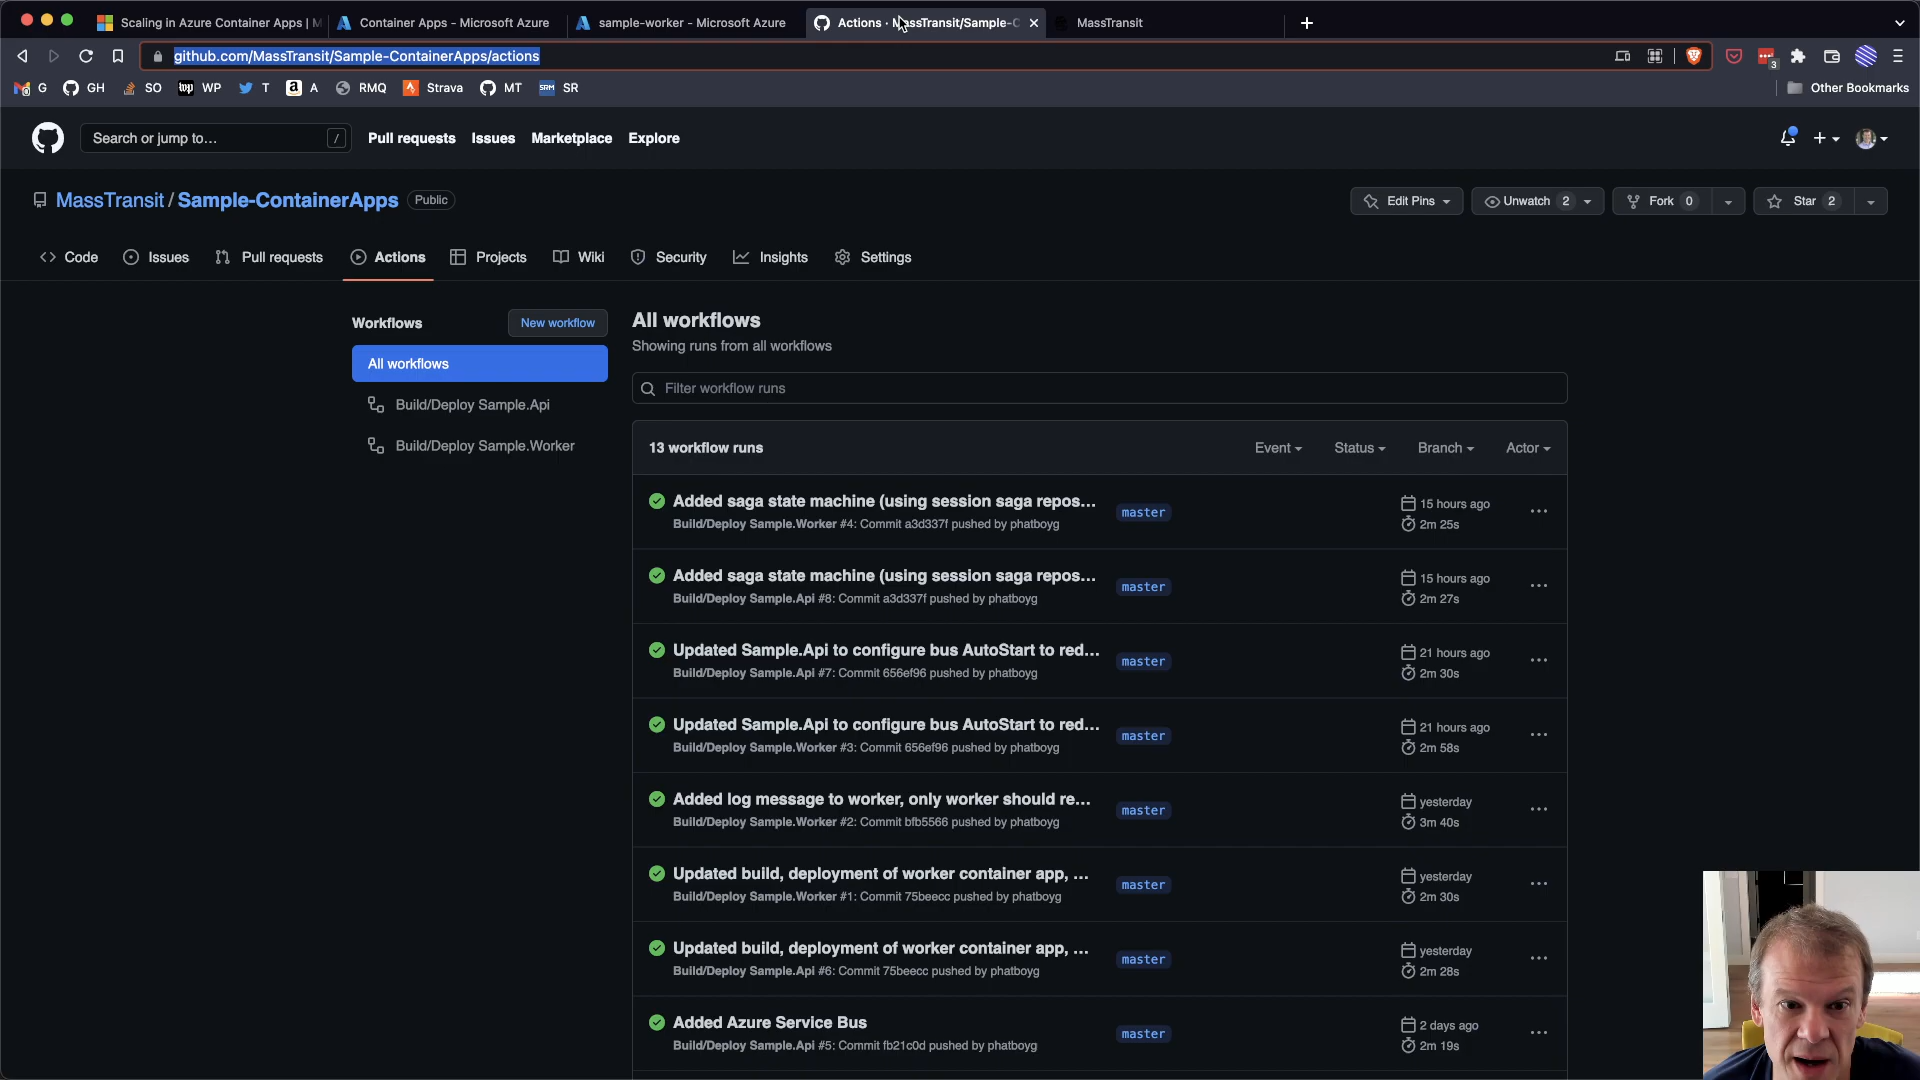 Scaling in Azure Container Apps | M
Container Apps - Microsoft Azure
sample-worker - Microsoft Azure
Actions · MassTransit/Sample-C
MassTransit
github.com/MassTransit/Sample-ContainerApps/actions
3
G
GH
SO
WP
T
A
RMQ
Strava
MT
SR
Other Bookmarks
Search or jump to…
/
Pull requests
Issues
Marketplace
Explore
MassTransit / Sample-ContainerApps
Public
Edit Pins
Unwatch 2
Fork 0
Star 2
Code
Issues
Pull requests
Actions
Projects
Wiki
Security
Insights
Settings
Workflows
New workflow
All workflows
Build/Deploy Sample.Api
Build/Deploy Sample.Worker
All workflows
Showing runs from all workflows
Filter workflow runs
13 workflow runs
Event
Status
Branch
Actor
Added saga state machine (using session saga repos…
Build/Deploy Sample.Worker #4: Commit a3d337f pushed by phatboyg
master
15 hours ago
2m 25s
Added saga state machine (using session saga repos…
Build/Deploy Sample.Api #8: Commit a3d337f pushed by phatboyg
master
15 hours ago
2m 27s
Updated Sample.Api to configure bus AutoStart to red…
Build/Deploy Sample.Api #7: Commit 656ef96 pushed by phatboyg
master
21 hours ago
2m 30s
Updated Sample.Api to configure bus AutoStart to red…
Build/Deploy Sample.Worker #3: Commit 656ef96 pushed by phatboyg
master
21 hours ago
2m 58s
Added log message to worker, only worker should re…
Build/Deploy Sample.Worker #2: Commit bfb5566 pushed by phatboyg
master
yesterday
3m 40s
Updated build, deployment of worker container app, …
Build/Deploy Sample.Worker #1: Commit 75beecc pushed by phatboyg
master
yesterday
2m 30s
Updated build, deployment of worker container app, …
Build/Deploy Sample.Api #6: Commit 75beecc pushed by phatboyg
master
yesterday
2m 28s
Added Azure Service Bus
Build/Deploy Sample.Api #5: Commit fb21c0d pushed by phatboyg
master
2 days ago
2m 19s